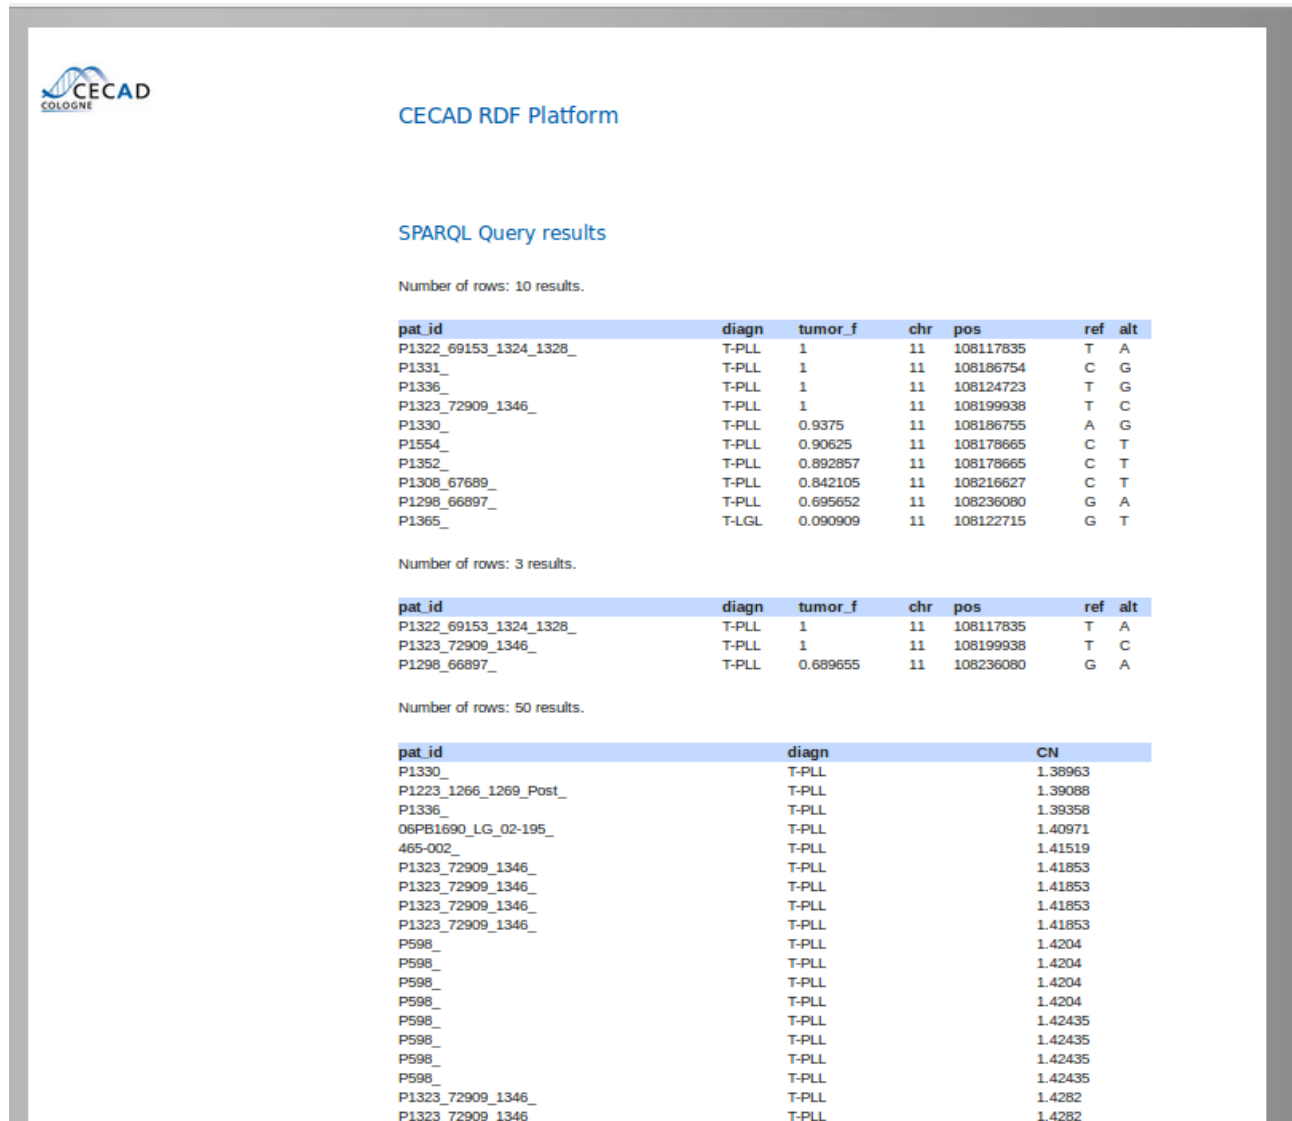 CECAD
COLOGNE
CECAD RDF Platform
SPARQL Query results
Number of rows: 10 results.
pat_id diagn tumor_f chr pos ref alt
P1322_69153_1324_1328_ T-PLL 1 11 108117835 T A
P1331_ T-PLL 1 11 108186754 C G
P1336_ T-PLL 1 11 108124723 T G
P1323_72909_1346_ T-PLL 1 11 108199938 T C
P1330_ T-PLL 0.9375 11 108186755 A G
P1554_ T-PLL 0.90625 11 108178665 C T
P1352_ T-PLL 0.892857 11 108178665 C T
P1308_67689_ T-PLL 0.842105 11 108216627 C T
P1298_66897_ T-PLL 0.695652 11 108236080 G A
P1365_ T-LGL 0.090909 11 108122715 G T
Number of rows: 3 results.
pat_id diagn tumor_f chr pos ref alt
P1322_69153_1324_1328_ T-PLL 1 11 108117835 T A
P1323_72909_1346_ T-PLL 1 11 108199938 T C
P1298_66897_ T-PLL 0.689655 11 108236080 G A
Number of rows: 50 results.
pat_id diagn CN
P1330_ T-PLL 1.38963
P1223_1266_1269_Post_ T-PLL 1.39088
P1336_ T-PLL 1.39358
06PB1690_LG_02-195_ T-PLL 1.40971
465-002_ T-PLL 1.41519
P1323_72909_1346_ T-PLL 1.41853
P1323_72909_1346_ T-PLL 1.41853
P1323_72909_1346_ T-PLL 1.41853
P1323_72909_1346_ T-PLL 1.41853
P598_ T-PLL 1.4204
P598_ T-PLL 1.4204
P598_ T-PLL 1.4204
P598_ T-PLL 1.4204
P598_ T-PLL 1.42435
P598_ T-PLL 1.42435
P598_ T-PLL 1.42435
P598_ T-PLL 1.42435
P1323_72909_1346_ T-PLL 1.4282
P1323 72909 1346 T-PLL 1.4282